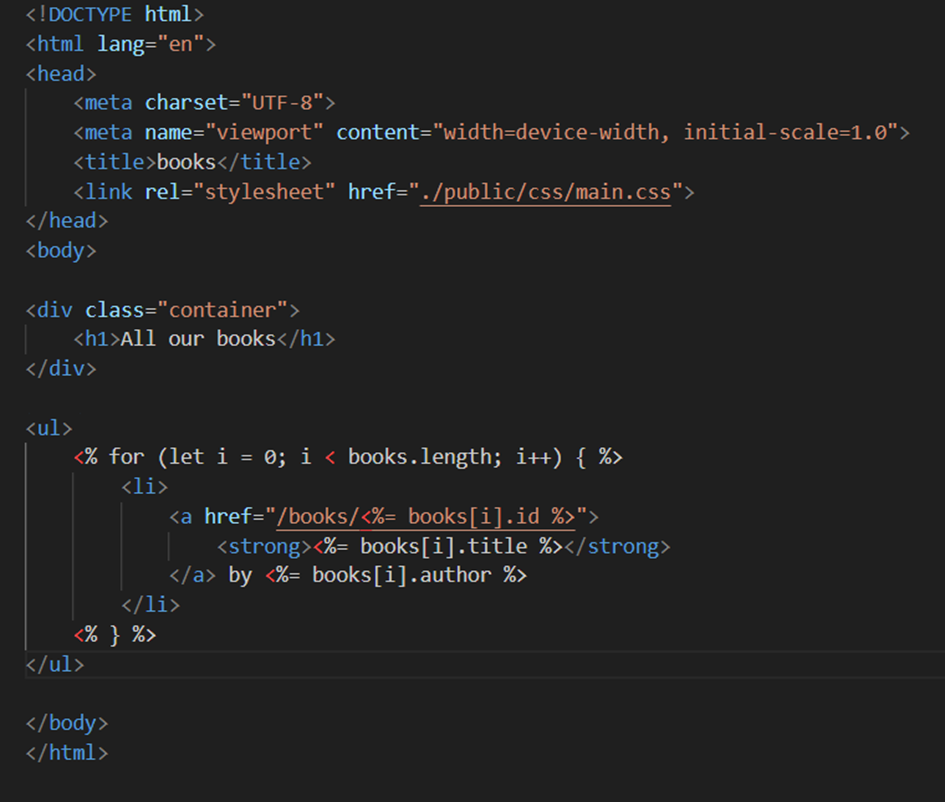 <!DOCTYPE html>
<html lang="en">
<head>
    <meta charset="UTF-8">
    <meta name="viewport" content="width=device-width, initial-scale=1.0">
    <title>books</title>
    <link rel="stylesheet" href="./public/css/main.css">
</head>
<body>

<div class="container">
    <h1>All our books</h1>
</div>

<ul>
    <% for (let i = 0; i < books.length; i++) { %>
        <li>
            <a href="/books/<%= books[i].id %>">
                <strong><%= books[i].title %></strong>
            </a> by <%= books[i].author %>
        </li>
    <% } %>
</ul>

</body>
</html>